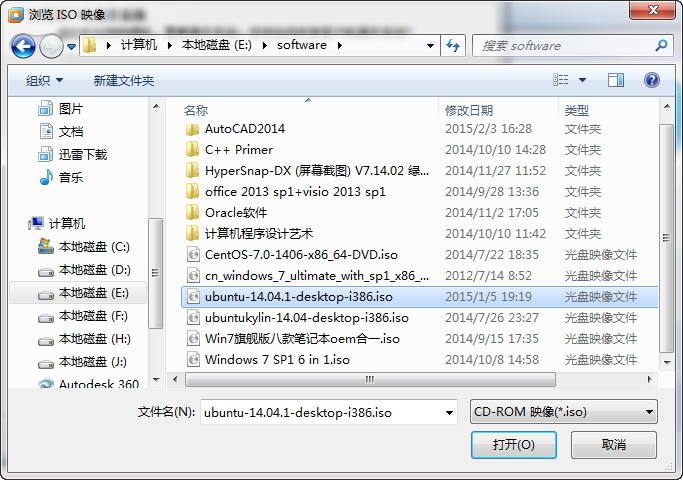 浏览 ISO 映像
计算机 本地磁盘 (E:) software
搜索 software
组织 新建文件夹
图片
文档
迅雷下载
音乐
计算机
本地磁盘 (C:)
本地磁盘 (D:)
本地磁盘 (E:)
本地磁盘 (F:)
本地磁盘 (H:)
本地磁盘 (J:)
Autodesk 360
名称 修改日期 类型
AutoCAD2014 2015/2/3 16:28 文件夹
C++ Primer 2014/10/10 14:28 文件夹
HyperSnap-DX (屏幕截图) V7.14.02 绿... 2014/11/27 11:52 文件夹
office 2013 sp1+visio 2013 sp1 2014/9/28 13:36 文件夹
Oracle软件 2014/11/2 17:05 文件夹
计算机程序设计艺术 2014/10/10 11:42 文件夹
CentOS-7.0-1406-x86_64-DVD.iso 2014/7/22 18:35 光盘映像文件
cn_windows_7_ultimate_with_sp1_x86_... 2012/7/14 8:52 光盘映像文件
ubuntu-14.04.1-desktop-i386.iso 2015/1/5 19:19 光盘映像文件
ubuntukylin-14.04-desktop-i386.iso 2014/7/26 23:27 光盘映像文件
Win7旗舰版八款笔记本oem合一.iso 2014/9/15 17:35 光盘映像文件
Windows 7 SP1 6 in 1.iso 2014/10/8 14:58 光盘映像文件
文件名(N): ubuntu-14.04.1-desktop-i386.iso CD-ROM 映像(*.iso)
打开(O) 取消